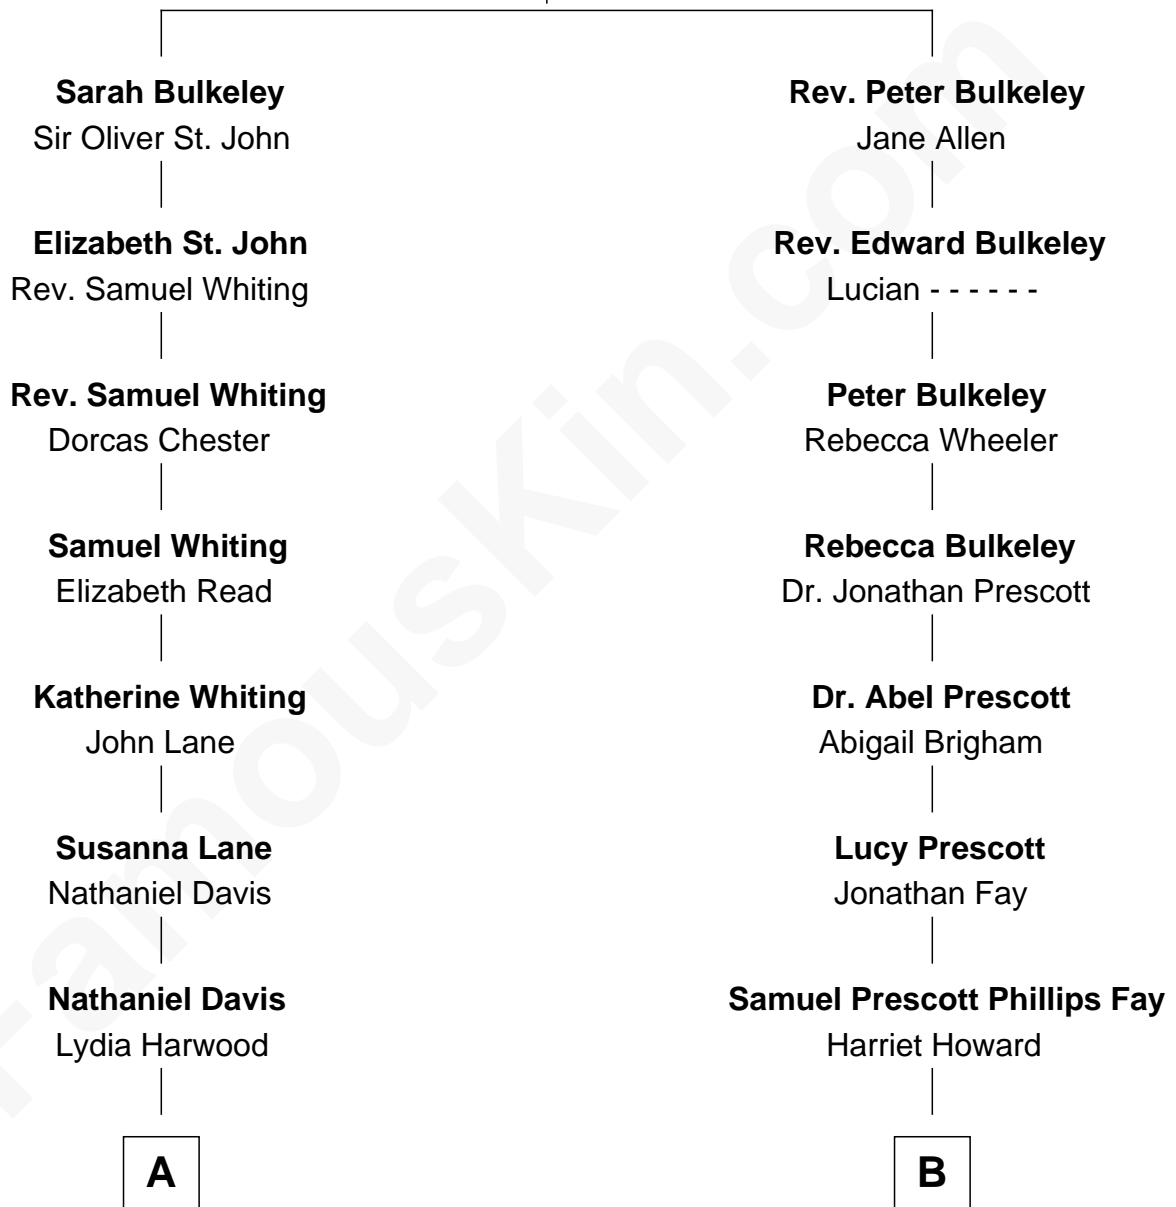 Sarah Bulkeley
Sir Oliver St. John
Elizabeth St. John
Rev. Samuel Whiting
Rev. Samuel Whiting
Dorcas Chester
Samuel Whiting
Elizabeth Read
Katherine Whiting
John Lane
Susanna Lane
Nathaniel Davis
Nathaniel Davis
Lydia Harwood
A
Rev. Peter Bulkeley
Jane Allen
Rev. Edward Bulkeley
Lucian - - - - - -
Peter Bulkeley
Rebecca Wheeler
Rebecca Bulkeley
Dr. Jonathan Prescott
Dr. Abel Prescott
Abigail Brigham
Lucy Prescott
Jonathan Fay
Samuel Prescott Phillips Fay
Harriet Howard
B
FamousKin.com